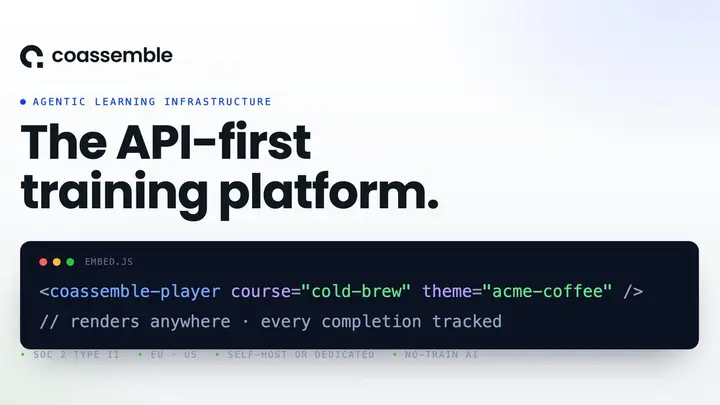 coassemble
AGENTIC LEARNING INFRASTRUCTURE
The API-first
training platform.
EMBED.JS
<coassemble-player course="cold-brew" theme="acme-coffee" />
// renders anywhere · every completion tracked
• SOC 2 TYPE II • EU · US • SELF-HOST OR DEDICATED • NO-TRAIN AI